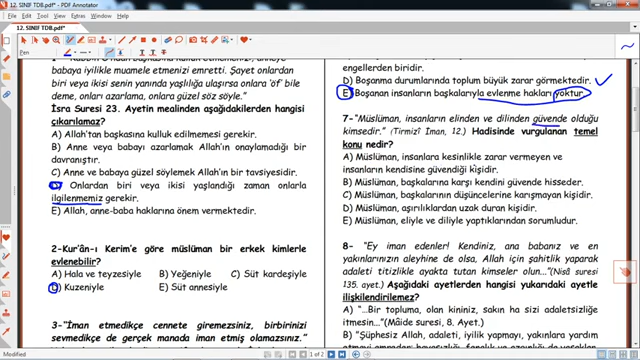 12. SINIF TDB.pdf* - PDF Annotator
File Edit View Insert Tool Extras Help
12. SINIF TDB.pdf* ×
Pen
babaya iyilikle muamele etmenizi emretti. Şayet onlardan
biri veya ikisi senin yanında yaşlılığa ulaşırsa onlara 'öf' bile
deme, onları azarlama, onlara güzel söz söyle.
İsra Suresi 23. Ayetin mealinden aşağıdakilerden hangisi
çıkarılamaz?
A) Allah'tan başkasına kulluk edilmemesi gerekir.
B) Anne veya babayı azarlamak Allah'ın onaylamadığı bir
davranıştır.
C) Anne ve babaya güzel söylemek Allah'ın bir tavsiyesidir.
Onlardan biri veya ikisi yaşlandığı zaman onlarla
ilgilenmemiz gerekir.
E) Allah, anne-baba haklarına önem vermektedir.
2-Kur'ân-ı Kerim'e göre müslüman bir erkek kimlerle
evlenebilir?
A) Hala ve teyzesiyle B) Yeğeniyle C) Süt kardeşiyle
D) Kuzeniyle E) Süt annesiyle
3-"İman etmedikçe cennete giremezsiniz, birbirinizi
sevmedikçe de gerçek manada iman etmiş olamazsınız."
engellerden biridir.
D) Boşanma durumlarında toplum büyük zarar görmektedir.
E) Boşanan insanların başkalarıyla evlenme hakları yoktur.
7-"Müslüman, insanların elinden ve dilinden güvende olduğu
kimsedir." (Tirmizî İman, 12.) Hadisinde vurgulanan temel
konu nedir?
A) Müslüman, insanlara kesinlikle zarar vermeyen ve
insanların kendisine güvendiği kişidir.
B) Müslüman, başkalarına karşı kendini güvende hisseder.
C) Müslüman, başkalarının düşüncelerine karışmayan kişidir.
D) Müslüman, aşırılıklardan uzak duran kişidir.
E) Müslüman, eliyle ve diliyle yaptıklarından sorumludur.
8- "Ey iman edenler! Kendiniz, ana babanız ve en
yakınlarınızın aleyhine de olsa, Allah için şahitlik yaparak
adaleti titizlikle ayakta tutan kimseler olun..." (Nisâ suresi
135. ayet.) Aşağıdaki ayetlerden hangisi yukarıdaki ayetle
ilişkilendirilemez?
A) "..Bir topluma, olan kininiz, sakın ha sizi adaletsizliğe
itmesin..." (Mâide suresi, 8. Ayet.)
B) "Şüphesiz Allah, adaleti, iyilik yapmayı, yakınlara yardım
1 of 2